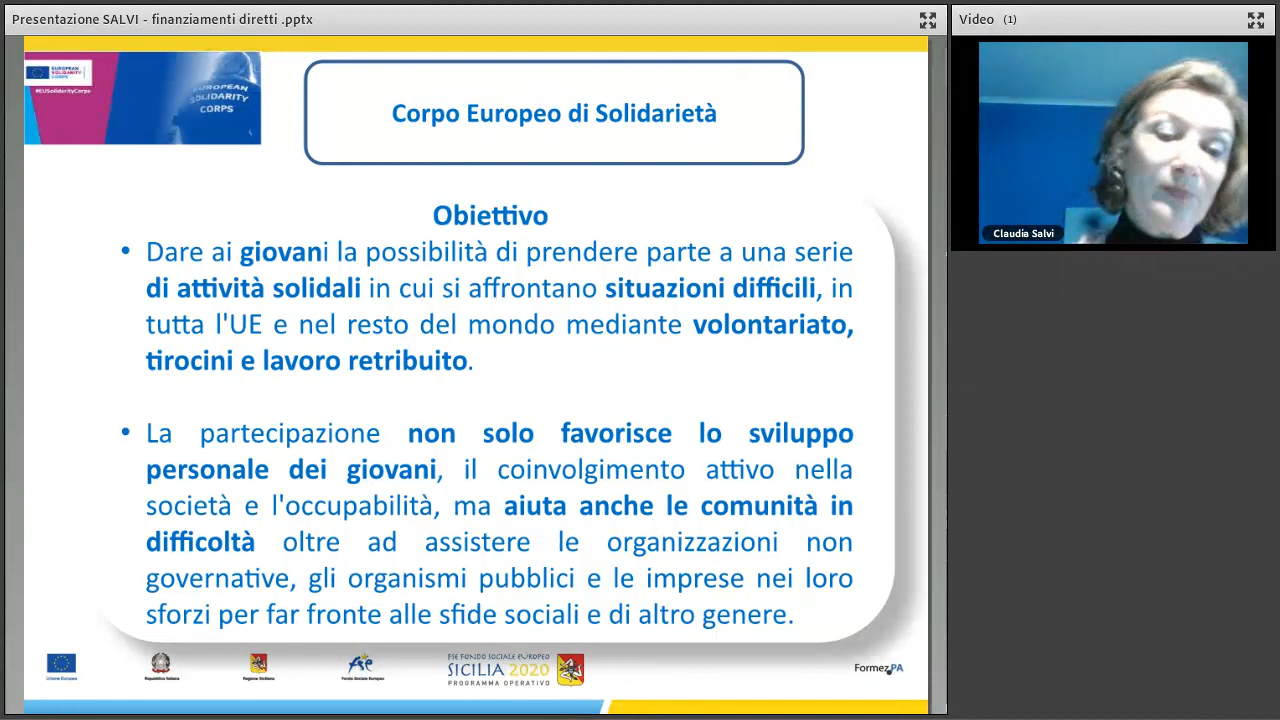 Presentazione SALVI - finanziamenti diretti .pptx
Video (1)
EUROPEAN
SOLIDARITY
CORPS
#EUSolidarityCorps
EUROPEAN
SOLIDARITY
CORPS
Corpo Europeo di Solidarietà
Claudia Salvi
Obiettivo
• Dare ai giovani la possibilità di prendere parte a una serie
di attività solidali in cui si affrontano situazioni difficili, in
tutta l'UE e nel resto del mondo mediante volontariato,
tirocini e lavoro retribuito.
• La partecipazione non solo favorisce lo sviluppo
personale dei giovani, il coinvolgimento attivo nella
società e l'occupabilità, ma aiuta anche le comunità in
difficoltà oltre ad assistere le organizzazioni non
governative, gli organismi pubblici e le imprese nei loro
sforzi per far fronte alle sfide sociali e di altro genere.
Unione Europea
Repubblica Italiana
Regione Siciliana
fse
Fondo Sociale Europeo
FSE FONDO SOCIALE EUROPEO
SICILIA 2020
PROGRAMMA OPERATIVO
FormezPA